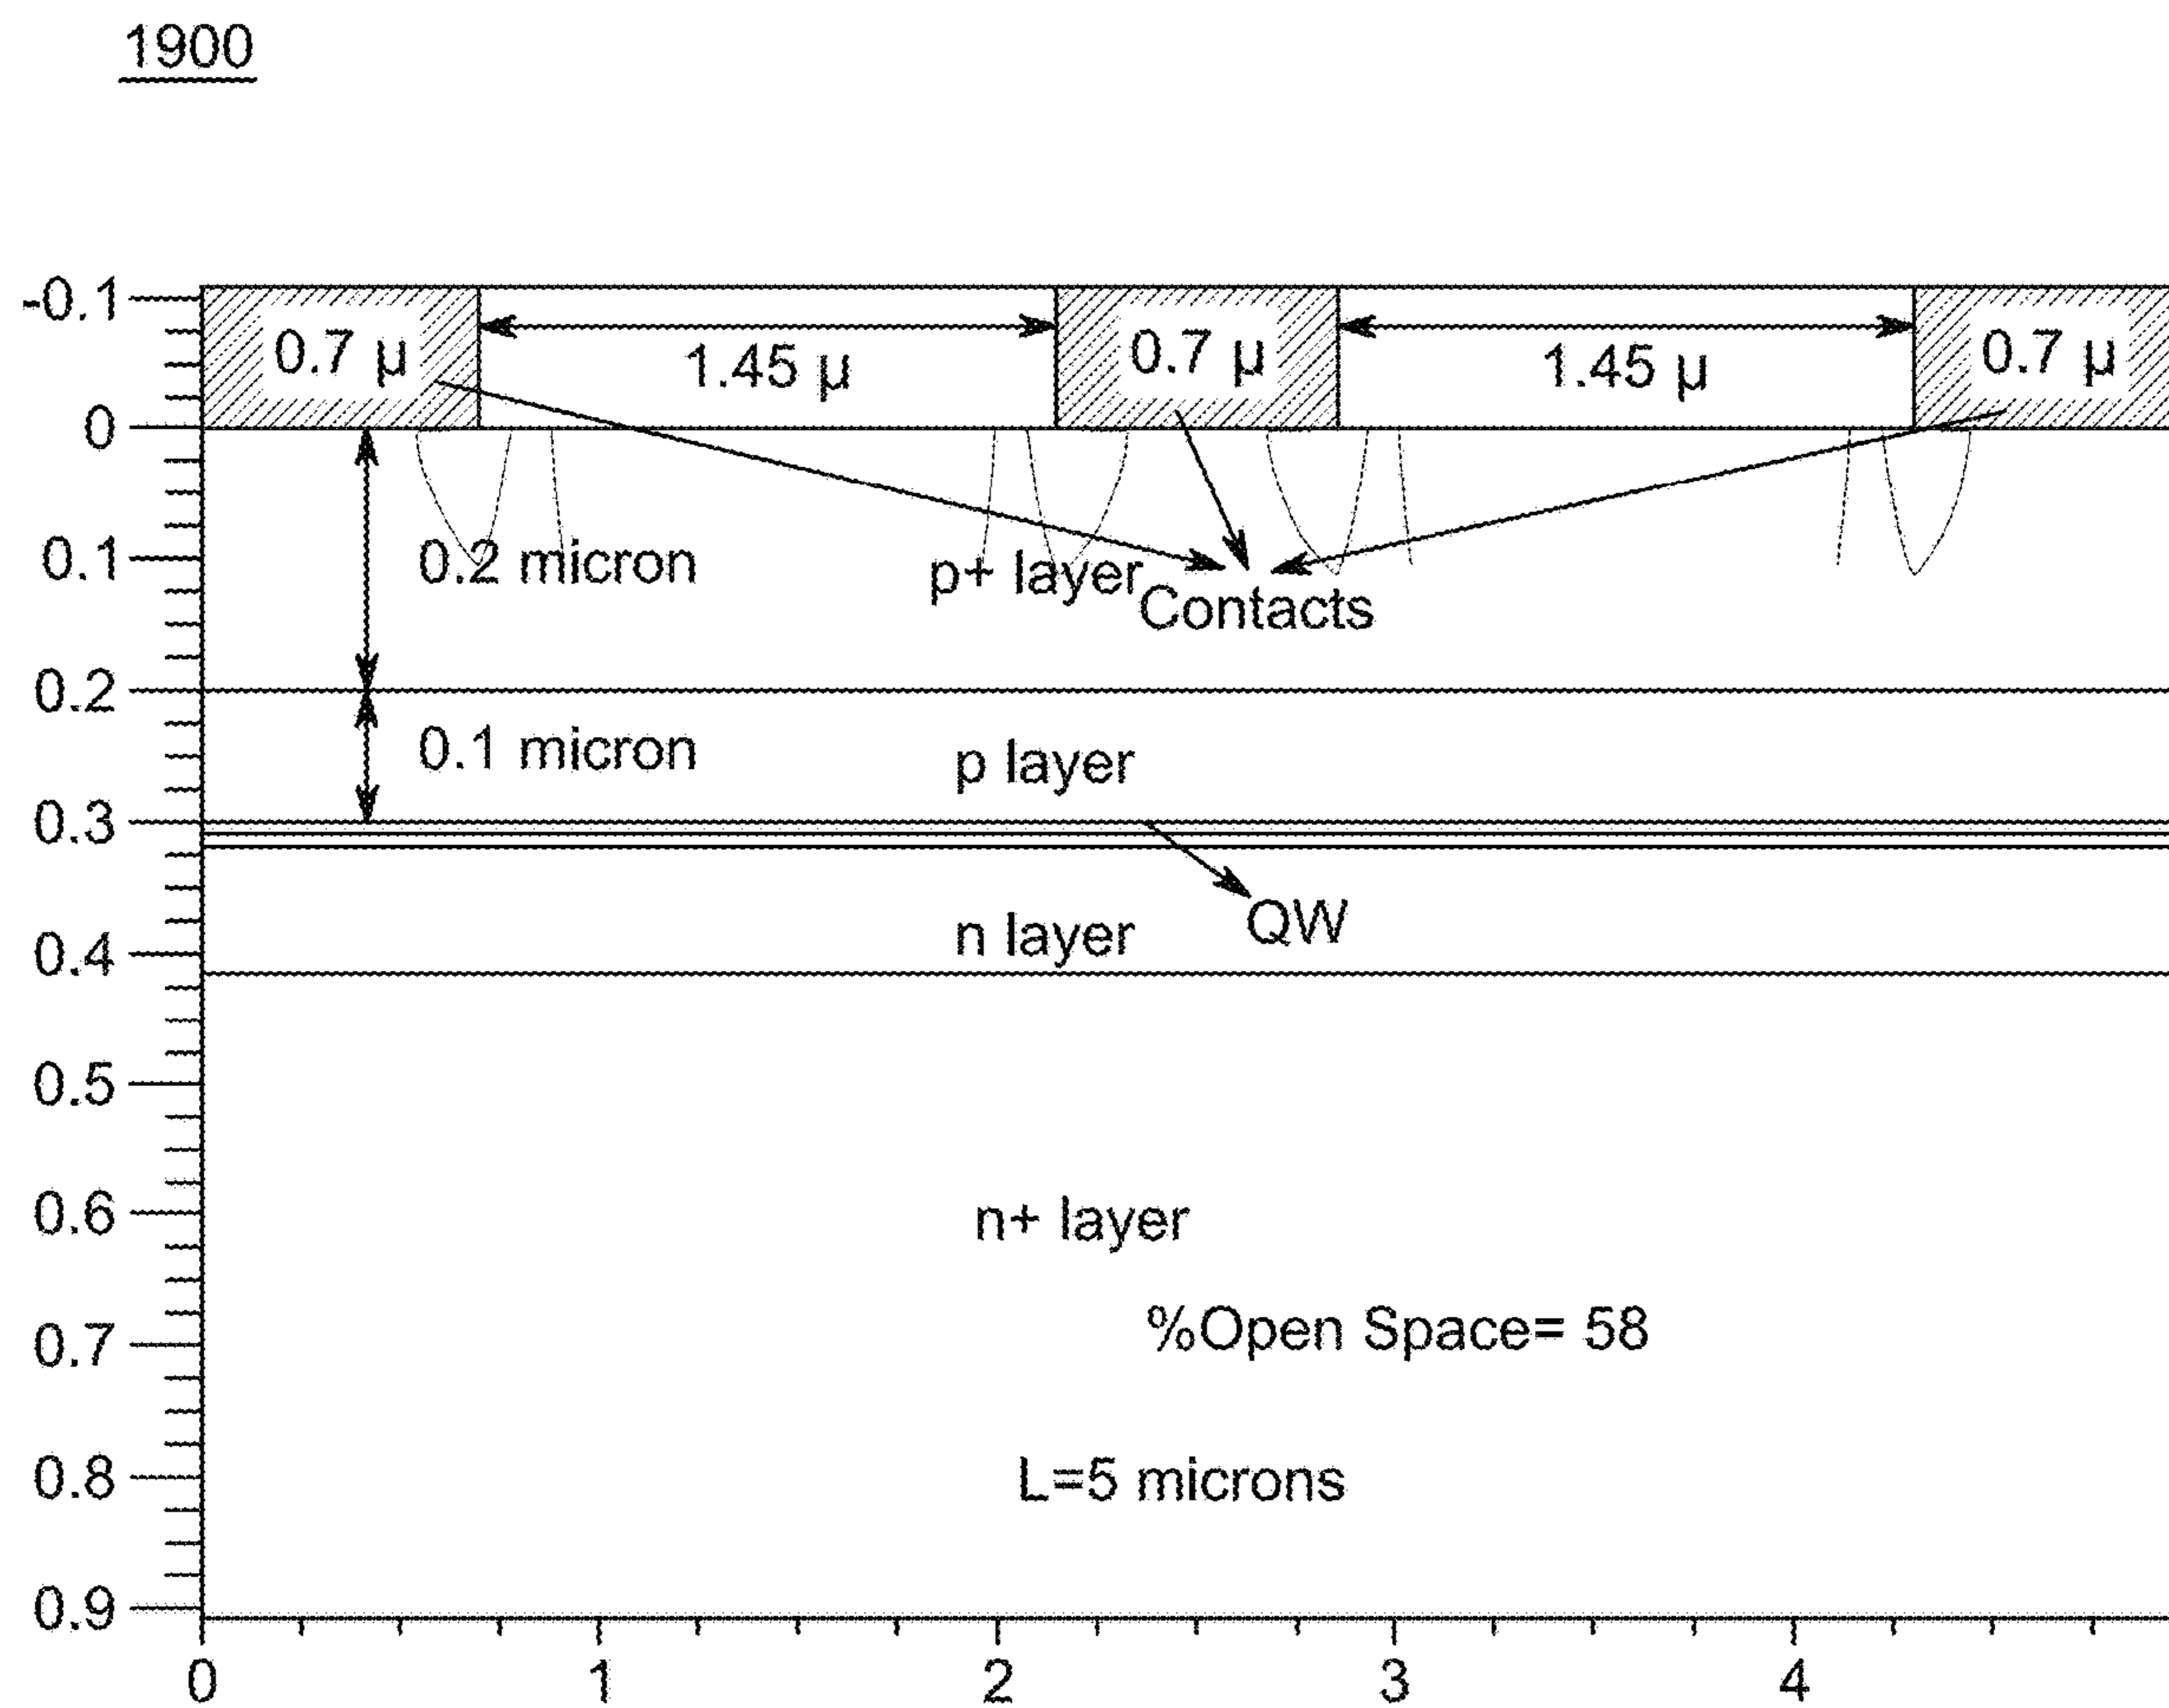 1900
-0.1
0.7 µ
1.45 µ
0.7 µ
1.45 µ
0.7 µ
0
0.1
0.2 micron
p+ layer
Contacts
0.2
0.1 micron
p layer
0.3
QW
n layer
0.4
0.5
n+ layer
0.6
%Open Space= 58
0.7
L=5 microns
0.8
0.9
0 1 2 3 4